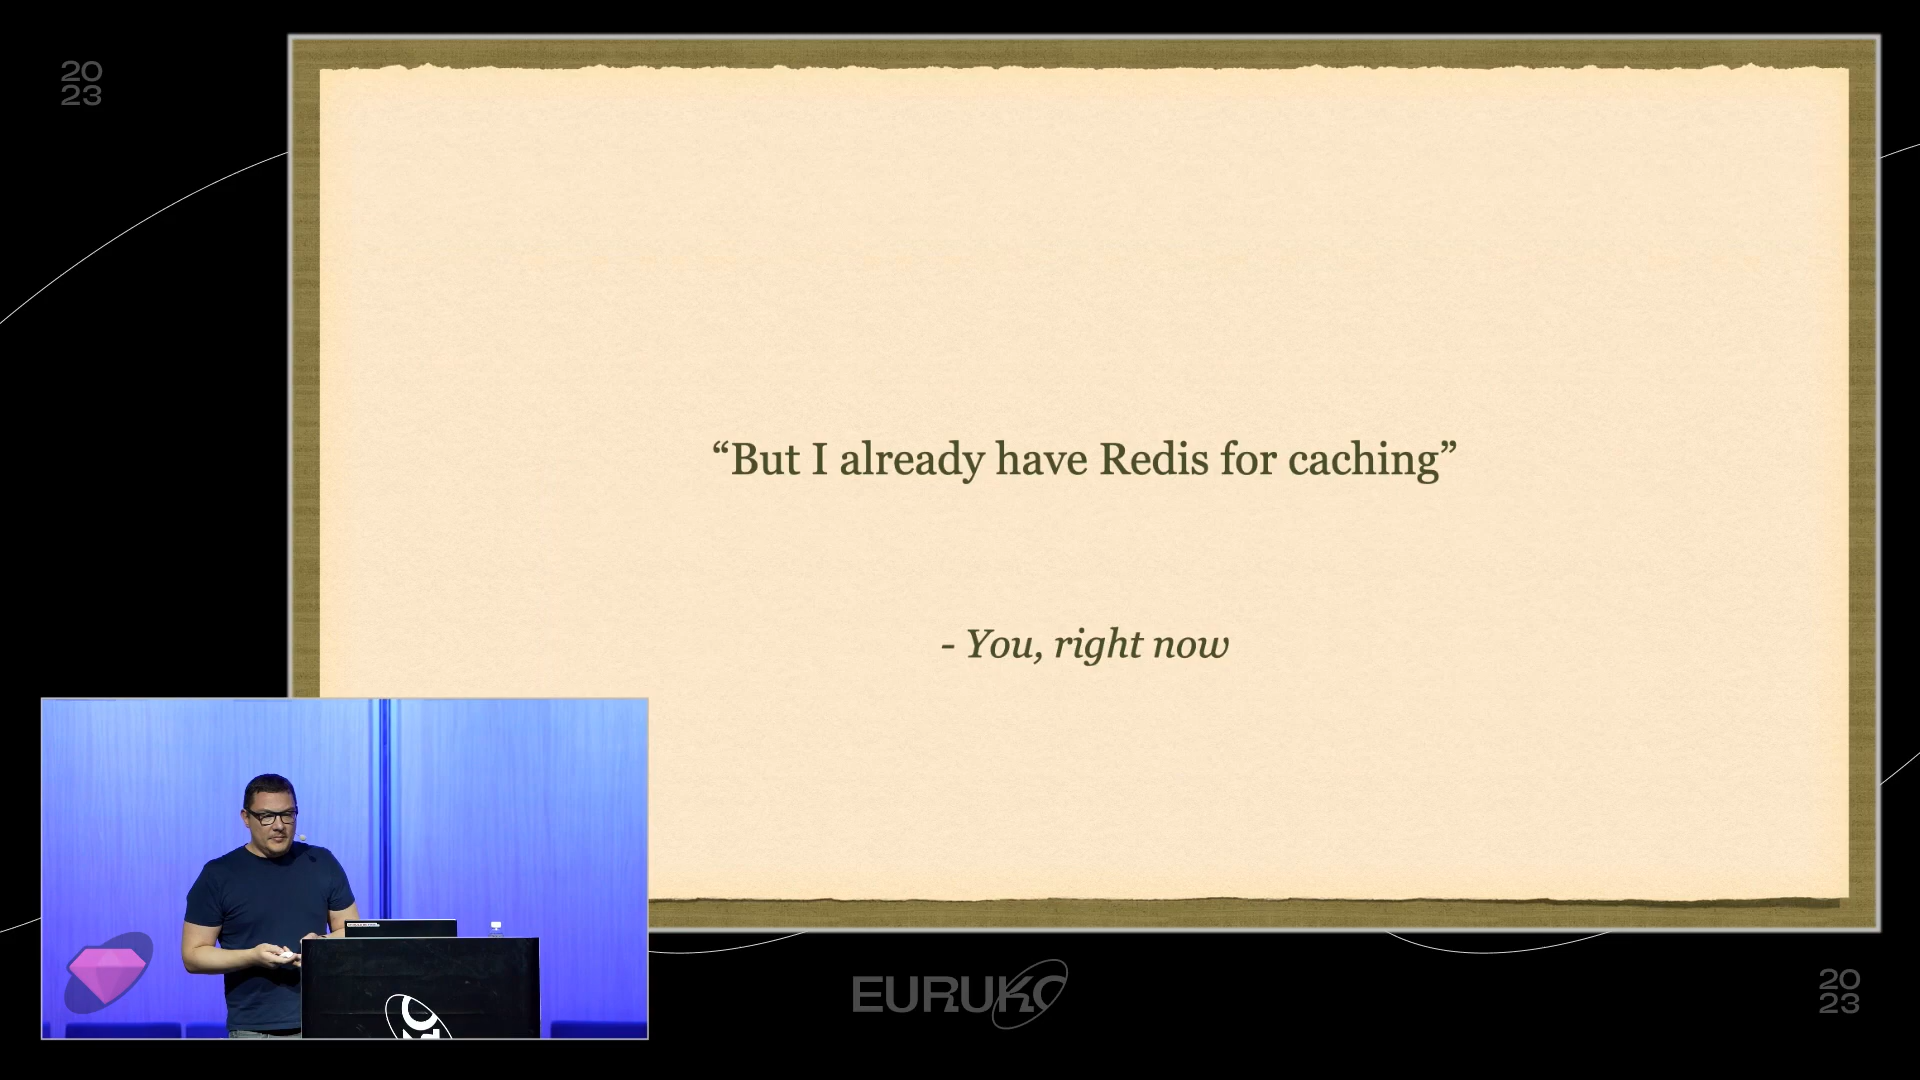 20
23
“But I already have Redis for caching”
- You, right now
EURUKO
20
23